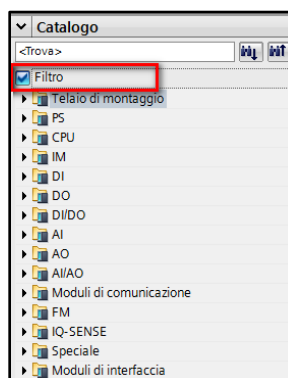 Catalogo
<Trova>
Filtro
Telaio di montaggio
PS
CPU
IM
DI
DO
DI/DO
AI
AO
AI/AO
Moduli di comunicazione
FM
IQ-SENSE
Speciale
Moduli di interfaccia